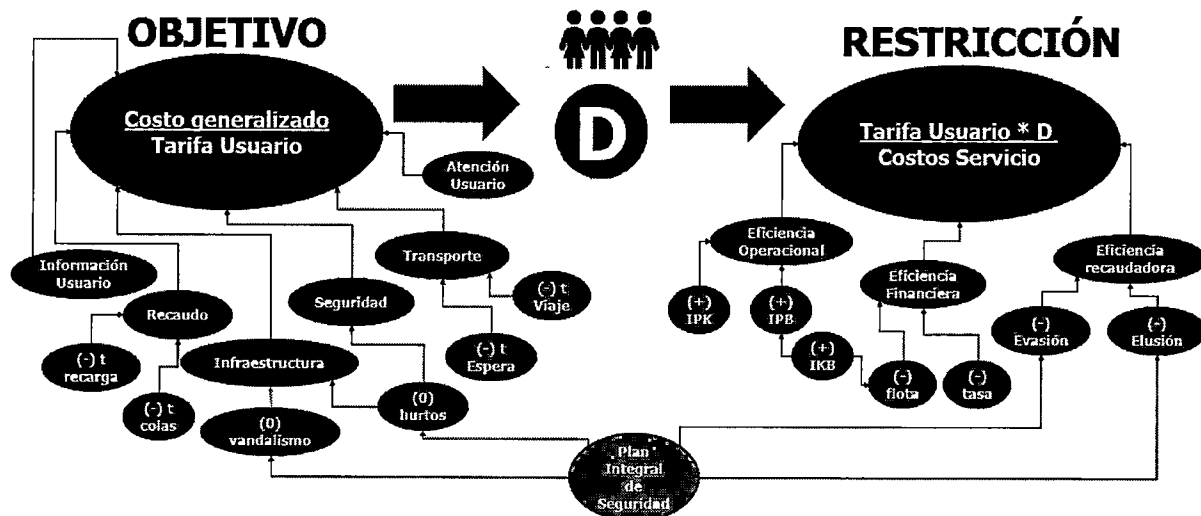 OBJETIVO
RESTRICCIÓN
Costo generalizado
Tarifa Usuario
D
Tarifa Usuario * D
Costos Servicio
Atención
Usuario
Información
Usuario
Recaudo
(-) t
recarga
(-) t
colas
Infraestructura
(0)
vandalismo
Seguridad
(0)
hurtos
Transporte
(-) t
Espera
(-) t
Viaje
Eficiencia
Operacional
(+)
IPK
(+)
IPB
(+)
IKB
Eficiencia
Financiera
(-)
flota
(-)
tasa
Eficiencia
recaudadora
(-)
Evasión
(-)
Elusión
Plan
Integral
de
Seguridad